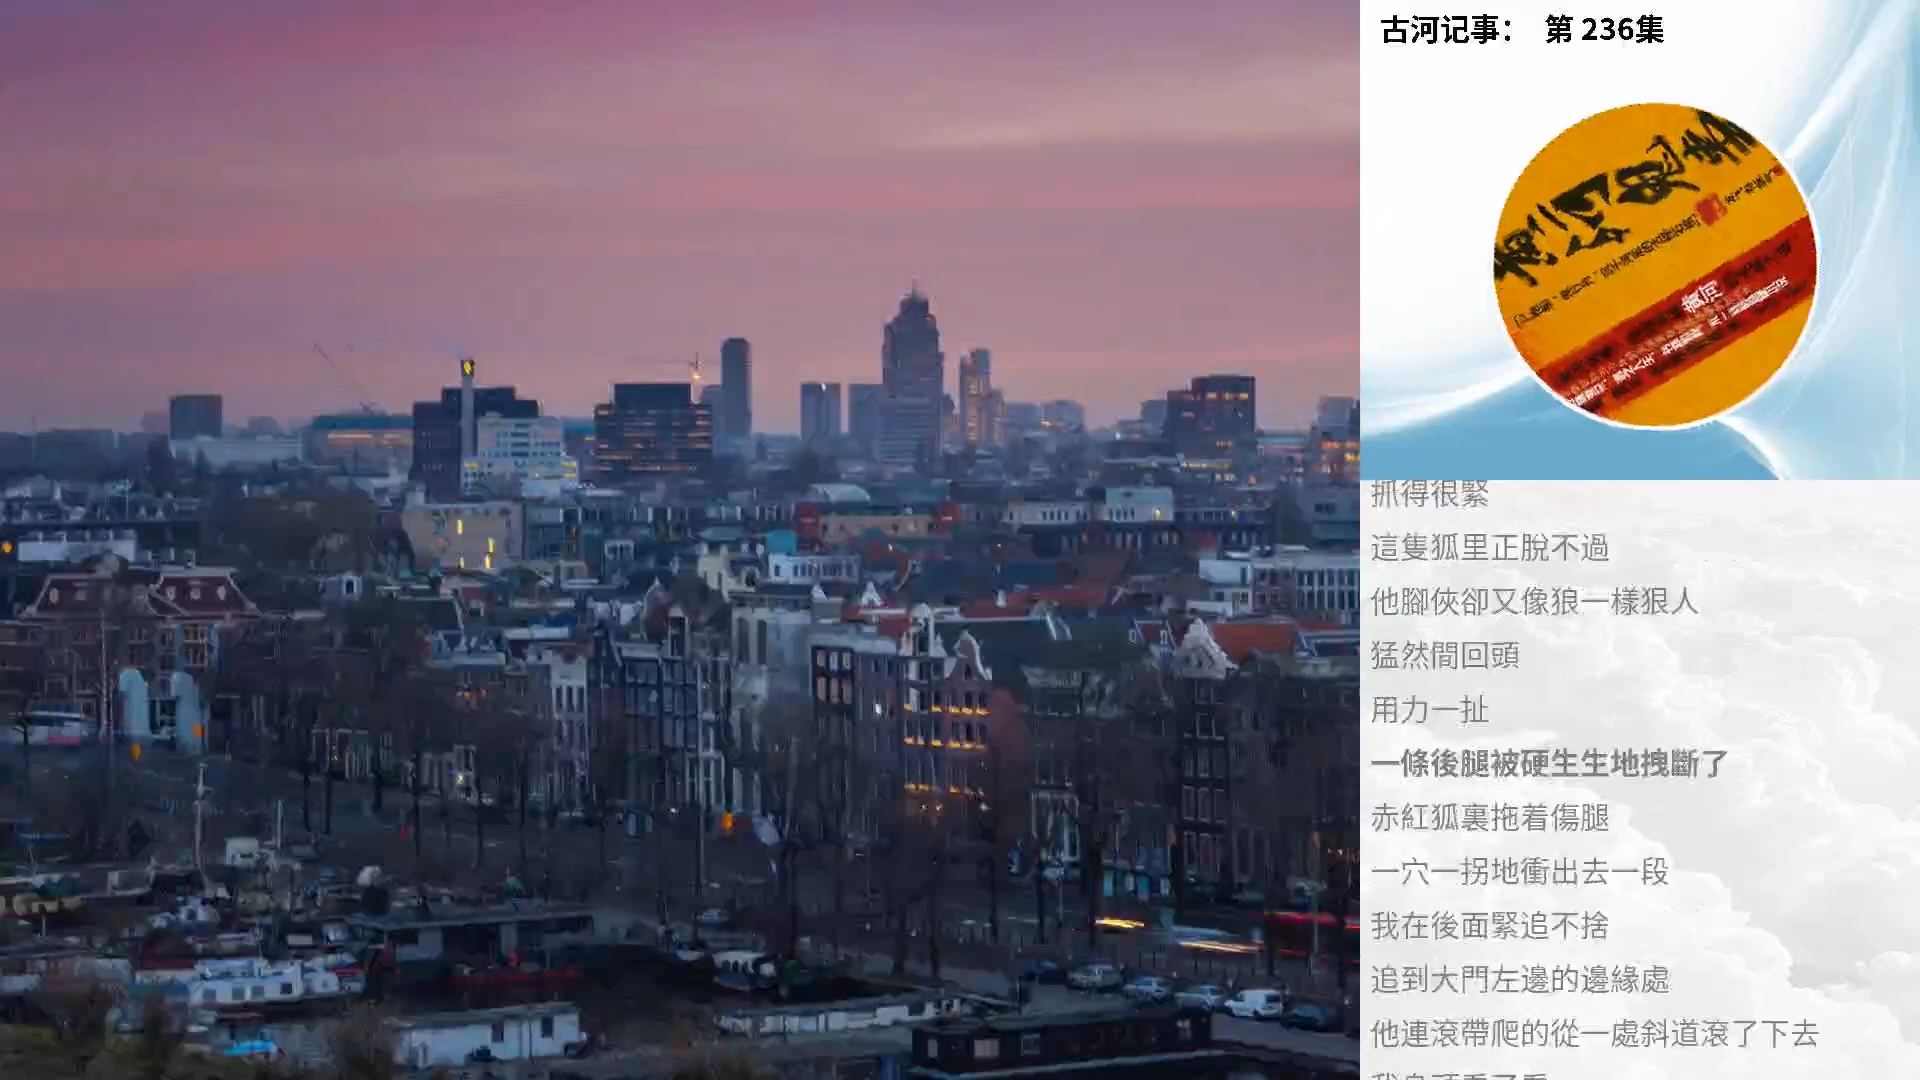 古河记事： 第 236集
抓得很緊
這隻狐里正脫不過
他腳俠卻又像狼一樣狠人
猛然間回頭
用力一扯
一條後腿被硬生生地拽斷了
赤紅狐裏拖着傷腿
一穴一拐地衝出去一段
我在後面緊追不捨
追到大門左邊的邊緣處
他連滾帶爬的從一處斜道滾了下去